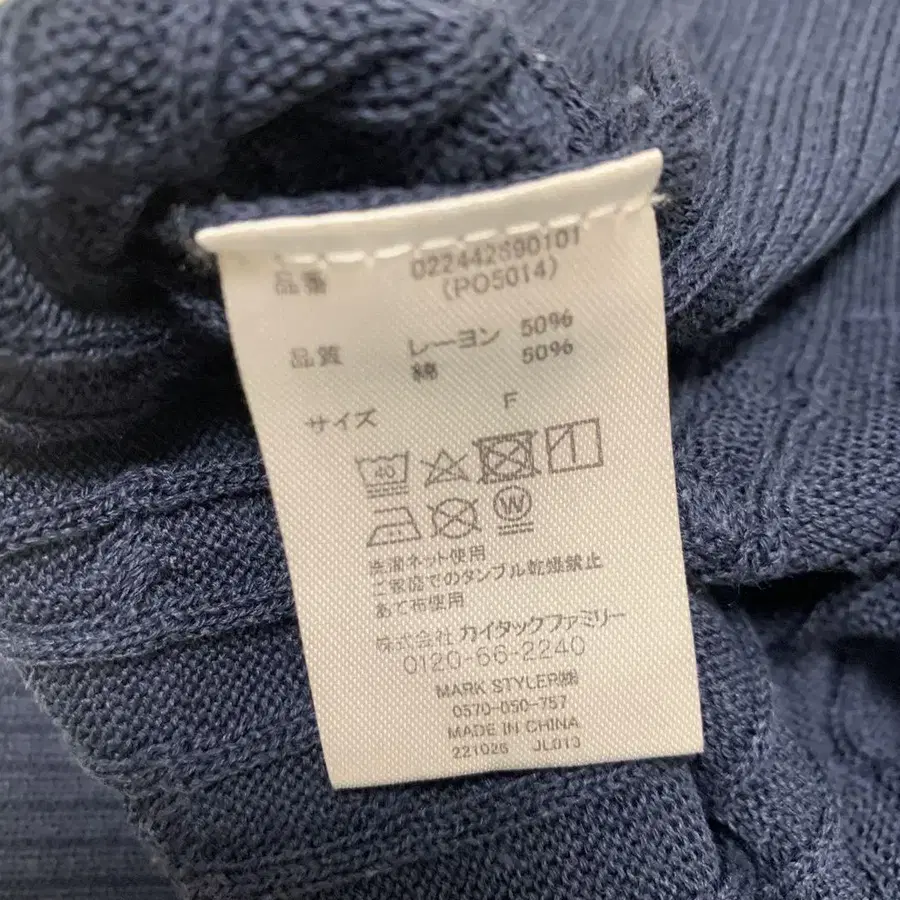 品番 022442690101
(PO5014)
品質 レーヨン 50%
綿 50%
サイズ F
40
W
洗濯ネット使用
ご家庭でのタンブル乾燥禁止
あて布使用
株式会社 カイタックファミリー
0120-66-2240
MARK STYLER㈱
0570-050-757
MADE IN CHINA
221026 JL013